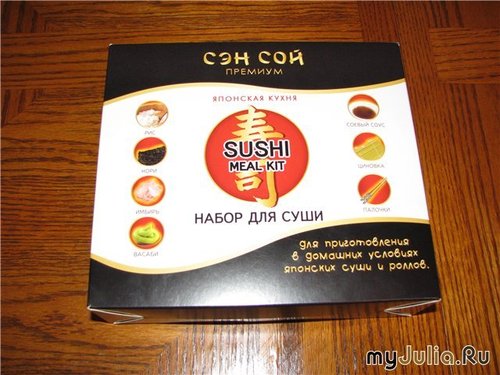 СЭН СОЙ
ПРЕМИУМ
ЯПОНСКАЯ КУХНЯ
РИС
СОЕВЫЙ СОУС
寿司
SUSHI
MEAL KIT
НОРИ
ЦИНОВКА
ИМБИРЬ
ПАЛОЧКИ
ВАСАБИ
НАБОР ДЛЯ СУШИ
для приготовления
в домашних условиях
японских суши и роллов.
myJulia.Ru